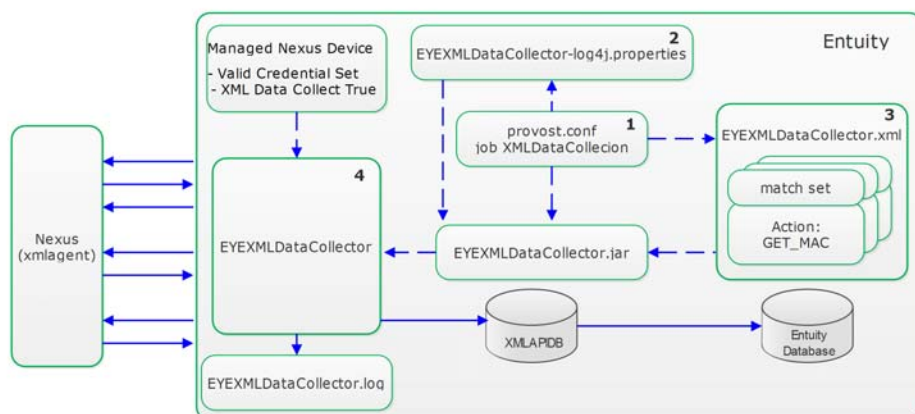 Entuity
Managed Nexus Device
- Valid Credential Set
- XML Data Collect True
2
EYEXMLDataCollector-log4j.properties
1
provost.conf
job XMLDataCollecion
3
EYEXMLDataCollector.xml
match set
Action:
GET_MAC
4
EYEXMLDataCollector
Nexus
(xmlagent)
EYEXMLDataCollector.jar
XMLAPIDB
Entuity
Database
EYEXMLDataCollector.log